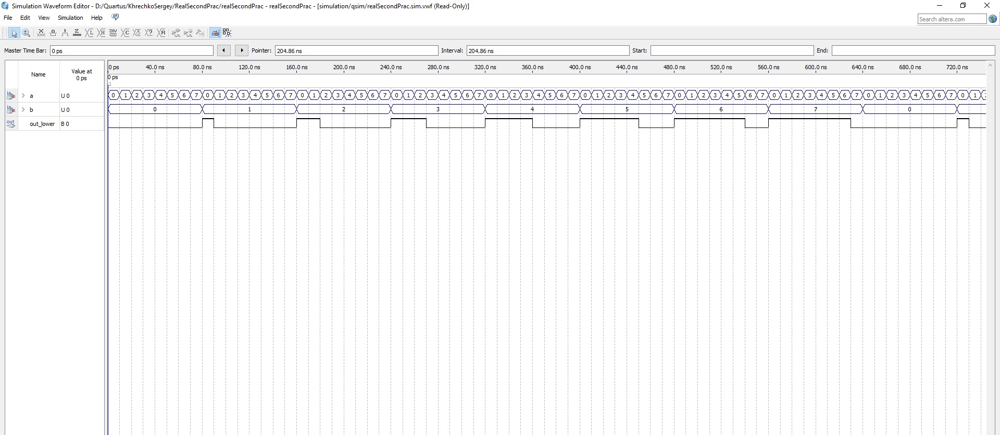 Simulation Waveform Editor - D:/Quartus/KhrechkoSergey/RealSecondPrac/realSecondPrac - realSecondPrac - [simulation/qsim/realSecondPrac.sim.vwf (Read-Only)]
File Edit View Simulation Help
Search altera.com
Master Time Bar: 0 ps Pointer: 204.86 ns Interval: 204.86 ns Start: End:
Name Value at 0 ps
0 ps 40.0 ns 80.0 ns 120.0 ns 160.0 ns 200.0 ns 240.0 ns 280.0 ns 320.0 ns 360.0 ns 400.0 ns 440.0 ns 480.0 ns 520.0 ns 560.0 ns 600.0 ns 640.0 ns 680.0 ns 720.0 ns
0 ps
a U 0 0 1 2 3 4 5 6 7 0 1 2 3 4 5 6 7 0 1 2 3 4 5 6 7 0 1 2 3 4 5 6 7 0 1 2 3 4 5 6 7 0 1 2 3 4 5 6 7 0 1 2 3 4 5 6 7 0 1 2 3 4 5 6 7 0 1 2 3 4 5 6 7 0 1
b U 0 0 1 2 3 4 5 6 7 0
out_lower B 0